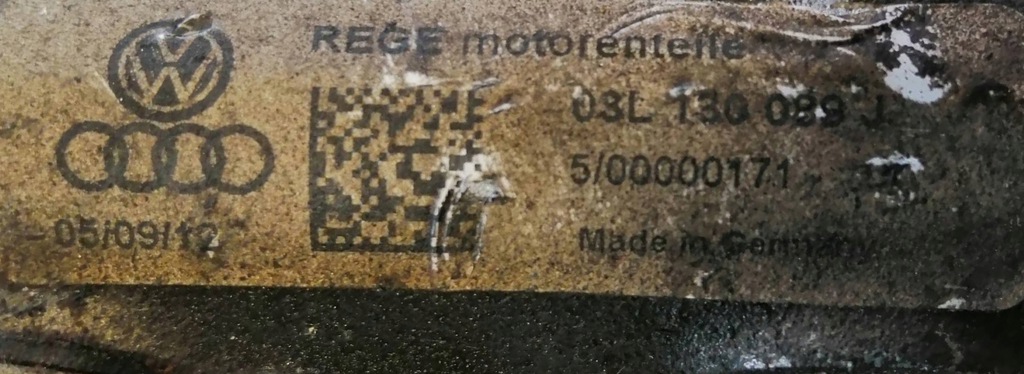 REGE motorenteile
03L 130 089 J
5/00000171
05/09/12
Made in Germany